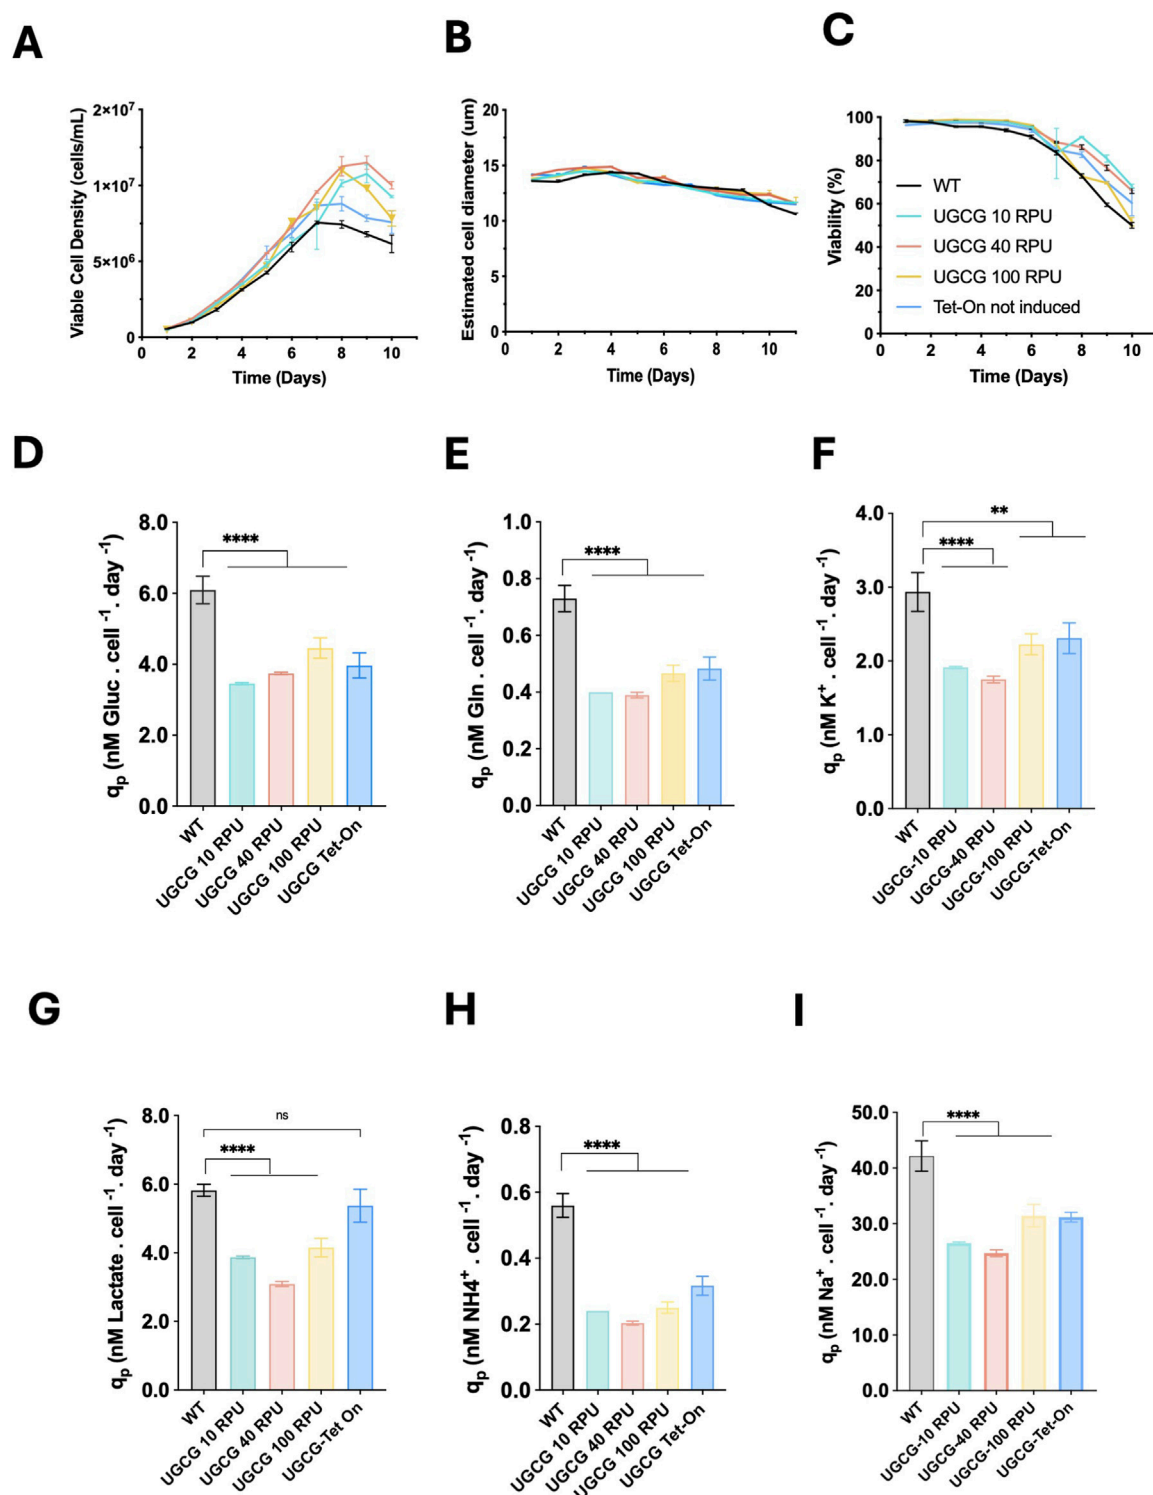 A
B
C
Viable Cell Density (cells/mL)
2×10⁷
1×10⁷
5×10⁶
0
0 2 4 6 8 10
Time (Days)
Estimated cell diameter (um)
20
15
10
5
0
0 2 4 6 8 10
Time (Days)
Viability (%)
100
80
60
40
20
0
WT
UGCG 10 RPU
UGCG 40 RPU
UGCG 100 RPU
Tet-On not induced
0 2 4 6 8 10
Time (Days)
D
E
F
qₚ (nM Gluc . cell ⁻¹. day ⁻¹)
8.0
6.0
4.0
2.0
0.0
****
WT
UGCG 10 RPU
UGCG 40 RPU
UGCG 100 RPU
UGCG Tet-On
qₚ (nM Gln . cell ⁻¹. day ⁻¹)
1.0
0.8
0.6
0.4
0.2
0.0
****
WT
UGCG 10 RPU
UGCG 40 RPU
UGCG 100 RPU
UGCG Tet-On
qₚ (nM K⁺ . cell ⁻¹. day ⁻¹)
4.0
3.0
2.0
1.0
0.0
**
****
WT
UGCG-10 RPU
UGCG-40 RPU
UGCG-100 RPU
UGCG-Tet-On
G
H
I
qₚ (nM Lactate . cell ⁻¹. day ⁻¹)
8.0
6.0
4.0
2.0
0.0
ns
****
WT
UGCG 10 RPU
UGCG 40 RPU
UGCG 100 RPU
UGCG-Tet On
qₚ (nM NH4⁺ . cell ⁻¹. day ⁻¹)
0.8
0.6
0.4
0.2
0.0
****
WT
UGCG 10 RPU
UGCG 40 RPU
UGCG 100 RPU
UGCG Tet-On
qₚ (nM Na⁺ . cell ⁻¹. day ⁻¹)
50.0
40.0
30.0
20.0
10.0
0.0
****
WT
UGCG-10 RPU
UGCG-40 RPU
UGCG-100 RPU
UGCG-Tet-On